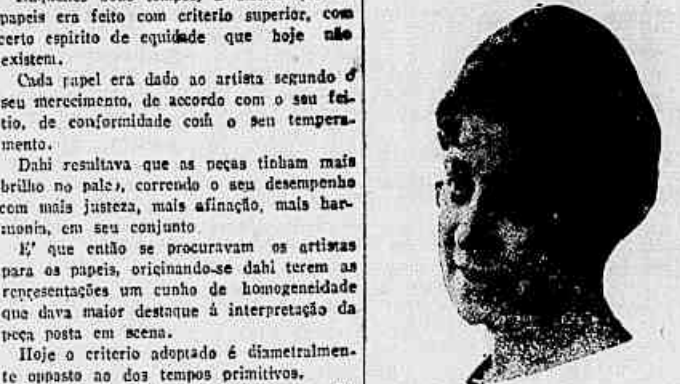 papeis era feito com criterio superior, com
certo espirito de equidade que hoje não
existem.
Cada papel era dado ao artista segundo o
seu merecimento, de accordo com o seu fei-
tio, de conformidade com o seu tempera-
mento.
Dahi resultava que as peças tinham mais
brilho no palco, correndo o seu desempenho
com mais justeza, mais afinação, mais har-
monia, em seu conjunto
E' que então se procuravam os artistas
para os papeis, originando-se dahi terem as
representações um cunho de homogeneidade
que dava maior destaque á interpretação da
peça posta em scena.
Hoje o criterio adoptado é diametralmen-
te opposto ao dos tempos primitivos.